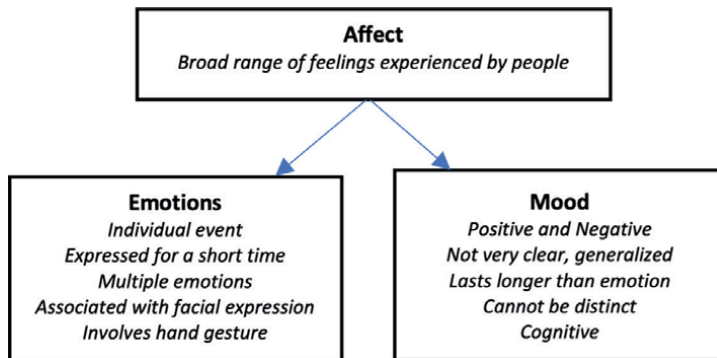 Affect
Broad range of feelings experienced by people
Emotions
Individual event
Expressed for a short time
Multiple emotions
Associated with facial expression
Involves hand gesture
Mood
Positive and Negative
Not very clear, generalized
Lasts longer than emotion
Cannot be distinct
Cognitive